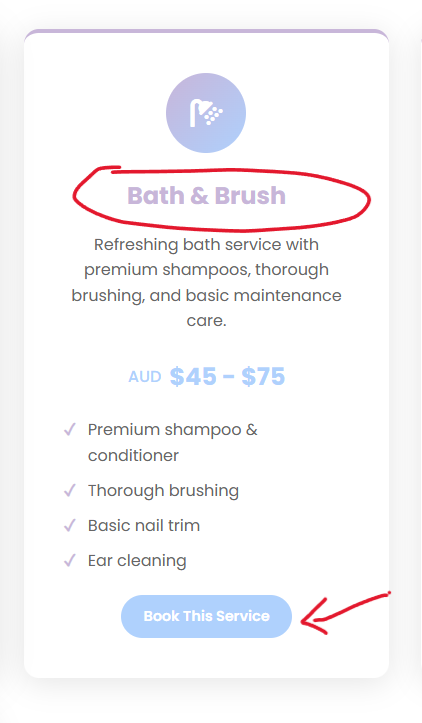 Bath & Brush
Refreshing bath service with
premium shampoos, thorough
brushing, and basic maintenance
care.
AUD $45 – $75
✓ Premium shampoo &
conditioner
✓ Thorough brushing
✓ Basic nail trim
✓ Ear cleaning
Book This Service